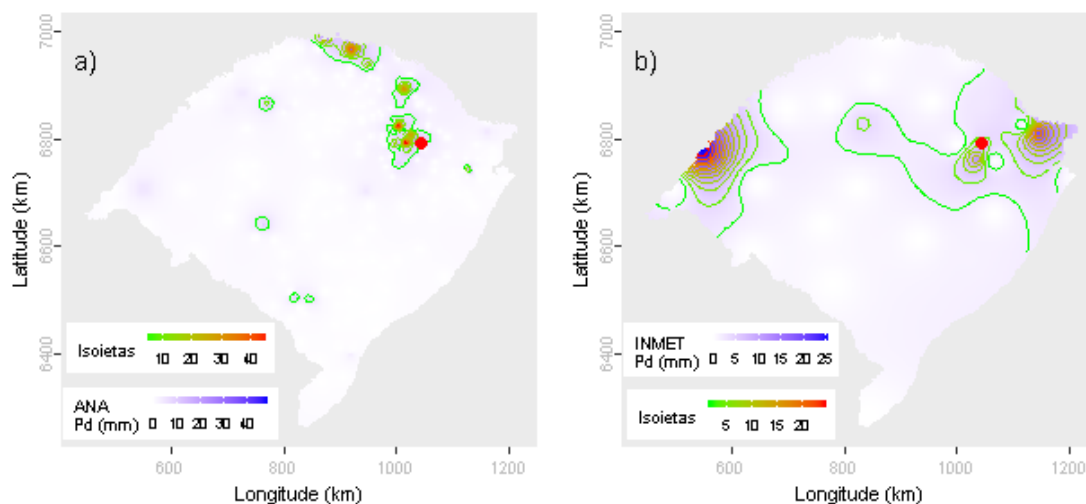 a)
7000
6800
6600
6400
Latitude (km)
Isoietas
10 20 30 40
ANA
Pd (mm) 0 10 20 30 40
600 800 1000 1200
Longitude (km)
b)
7000
6800
6600
6400
Latitude (km)
INMET
Pd (mm) 0 5 10 15 20 25
Isoietas
5 10 15 20
600 800 1000 1200
Longitude (km)